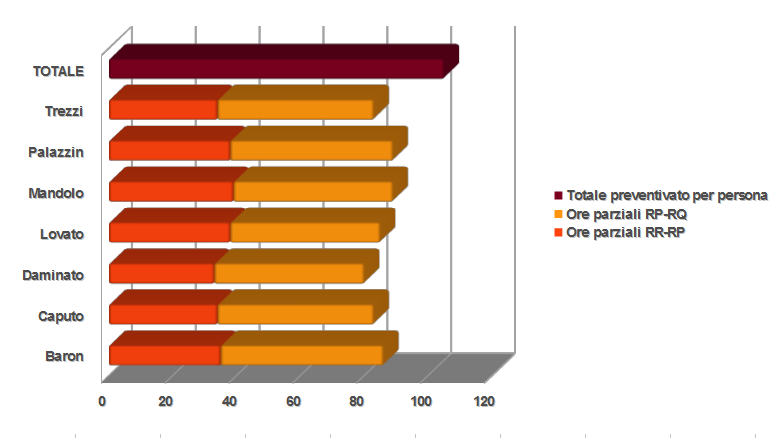 TOTALE
Trezzi
Palazzin
Mandolo
Lovato
Daminato
Caputo
Baron
0 20 40 60 80 100 120
Totale preventivato per persona
Ore parziali RP-RQ
Ore parziali RR-RP